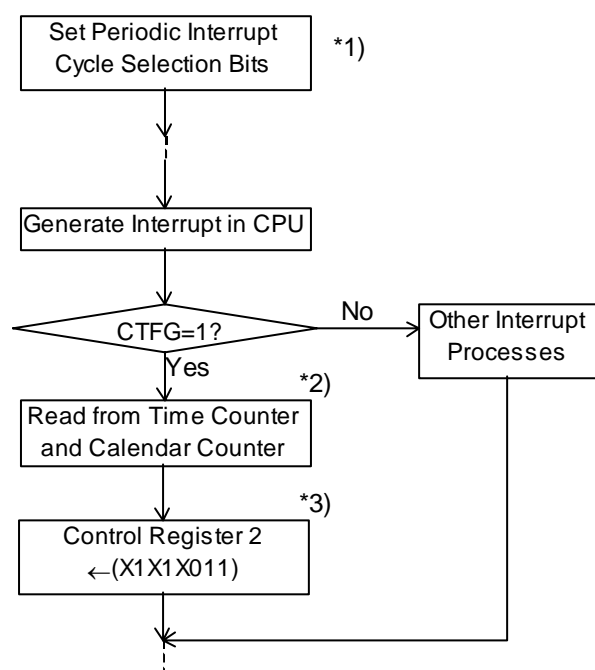 Set Periodic Interrupt
Cycle Selection Bits
*1)
Generate Interrupt in CPU
CTFG=1?
No
Other Interrupt
Processes
Yes
*2)
Read from Time Counter
and Calendar Counter
*3)
Control Register 2
←(X1X1X011)